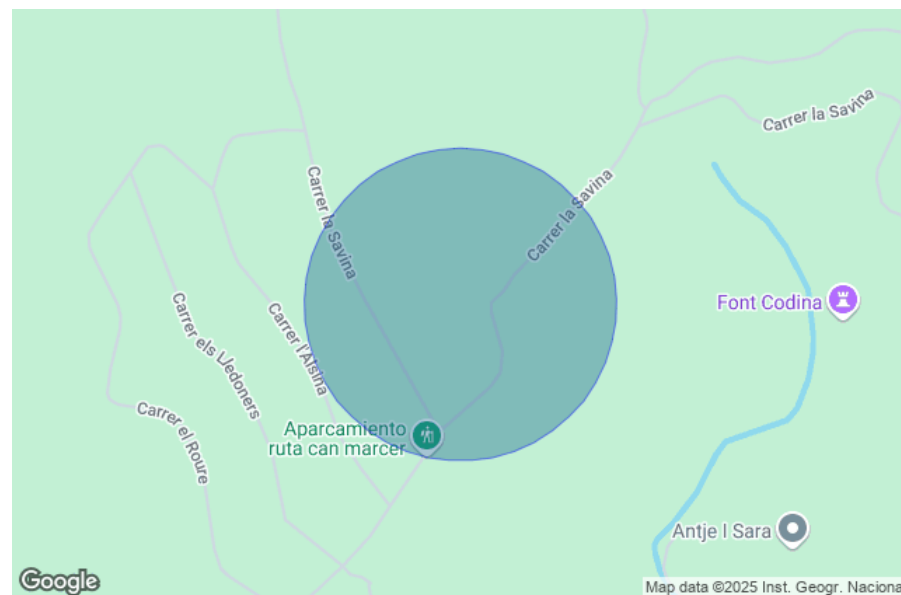 Carrer la Savina
Carrer la Savina
Carrer la Savina
Font Codina
Carrer els Lledoners
Carrer l'Alsina
Carrer el Roure
Aparcamiento
ruta can marcer
Antje I Sara
Google
Map data ©2025 Inst. Geogr. Naciona